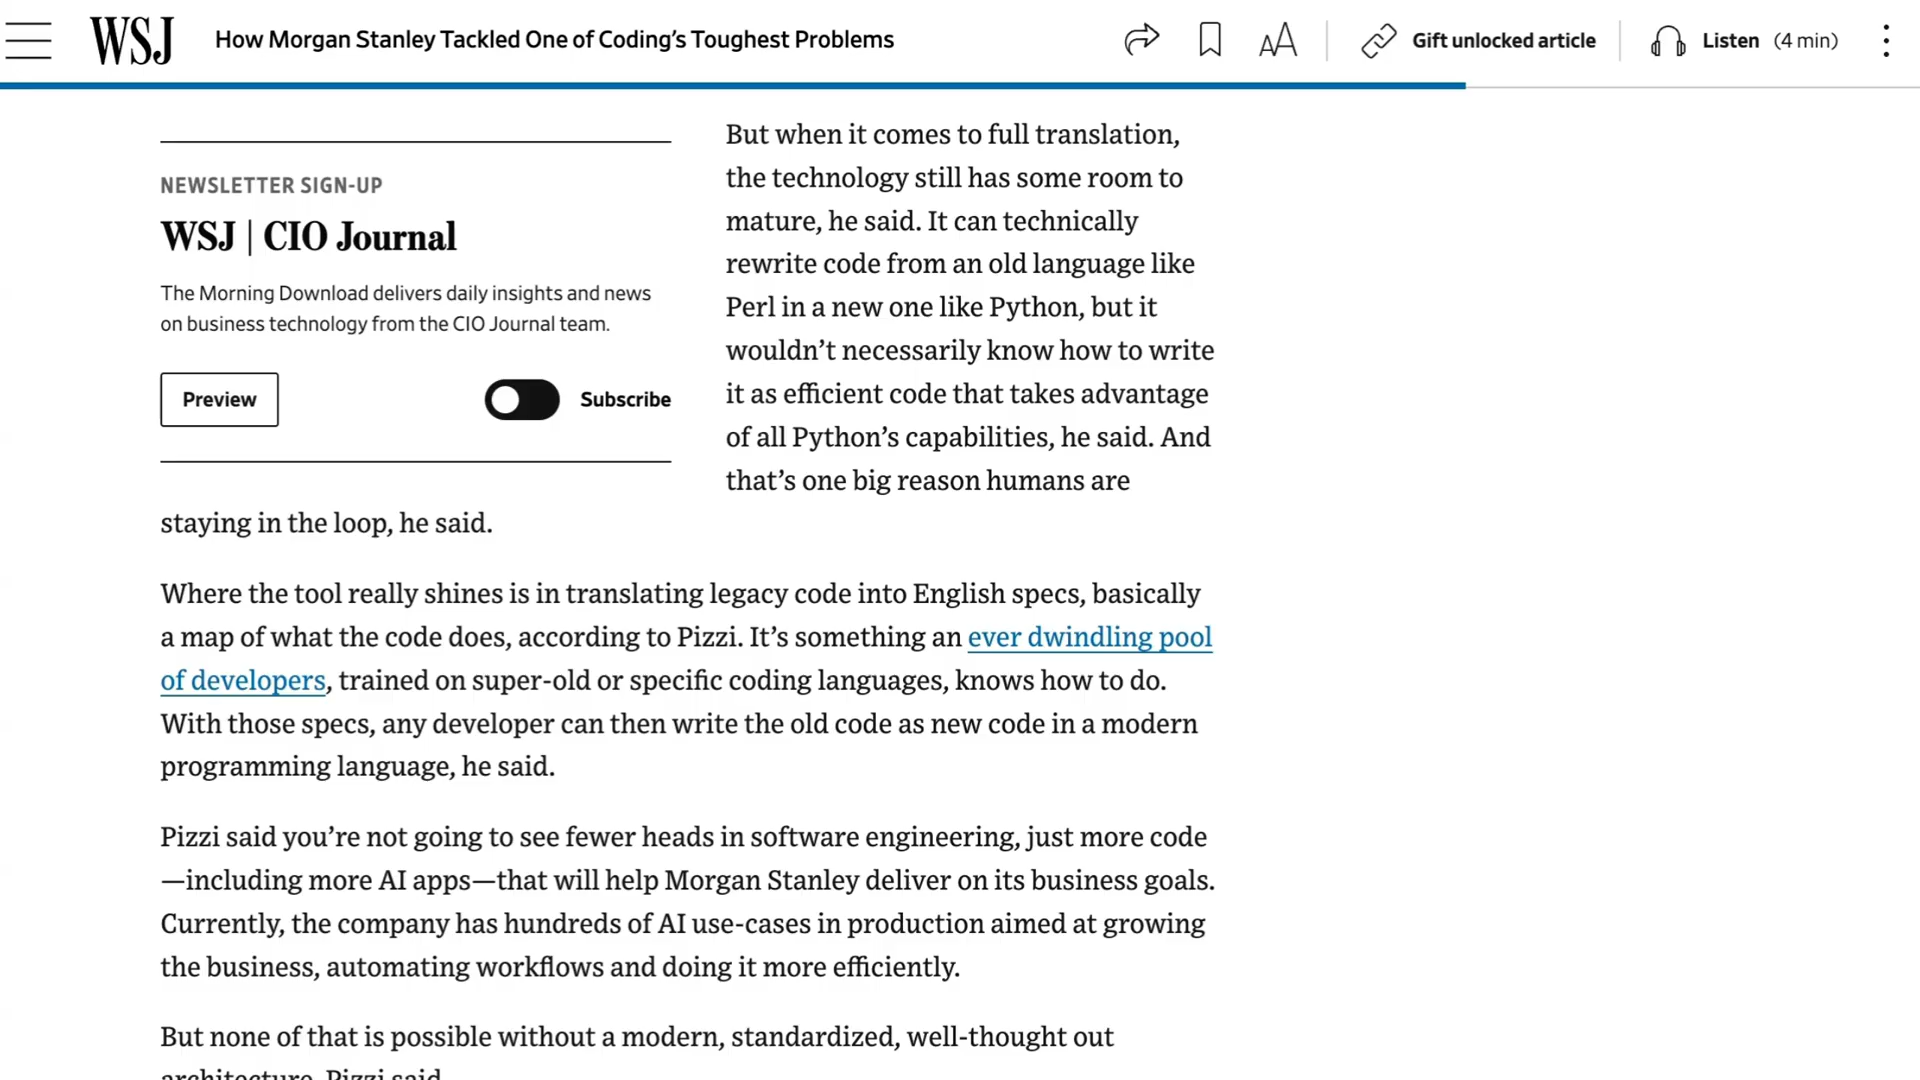 WSJ
How Morgan Stanley Tackled One of Coding’s Toughest Problems
Gift unlocked article
Listen (4 min)
NEWSLETTER SIGN-UP
WSJ | CIO Journal
The Morning Download delivers daily insights and news
on business technology from the CIO Journal team.
Preview
Subscribe
But when it comes to full translation,
the technology still has some room to
mature, he said. It can technically
rewrite code from an old language like
Perl in a new one like Python, but it
wouldn’t necessarily know how to write
it as efficient code that takes advantage
of all Python’s capabilities, he said. And
that’s one big reason humans are
staying in the loop, he said.
Where the tool really shines is in translating legacy code into English specs, basically
a map of what the code does, according to Pizzi. It’s something an ever dwindling pool
of developers, trained on super-old or specific coding languages, knows how to do.
With those specs, any developer can then write the old code as new code in a modern
programming language, he said.
Pizzi said you’re not going to see fewer heads in software engineering, just more code
—including more AI apps—that will help Morgan Stanley deliver on its business goals.
Currently, the company has hundreds of AI use-cases in production aimed at growing
the business, automating workflows and doing it more efficiently.
But none of that is possible without a modern, standardized, well-thought out
architecture, Pizzi said.